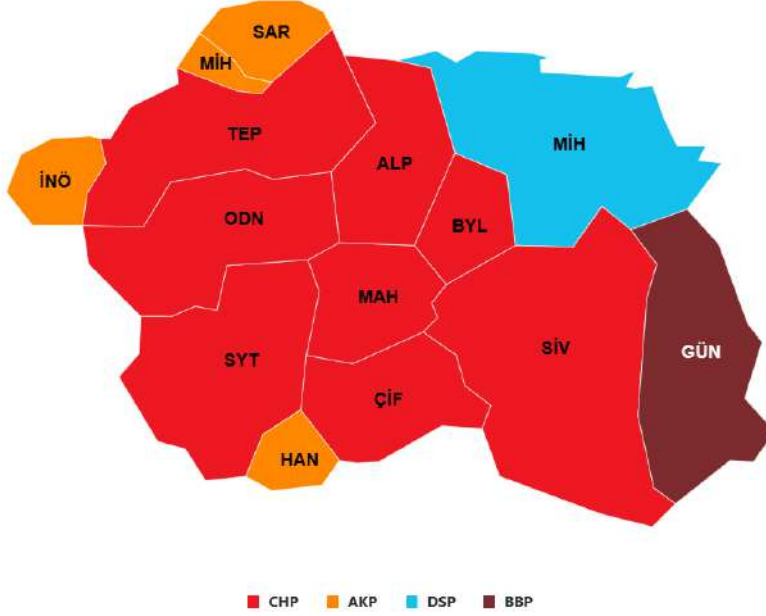 SAR
MİH
TEP
MİH
ALP
İNÖ
ODN
BYL
MAH
SİV
GÜN
SYT
ÇİF
HAN
CHP AKP DSP BBP